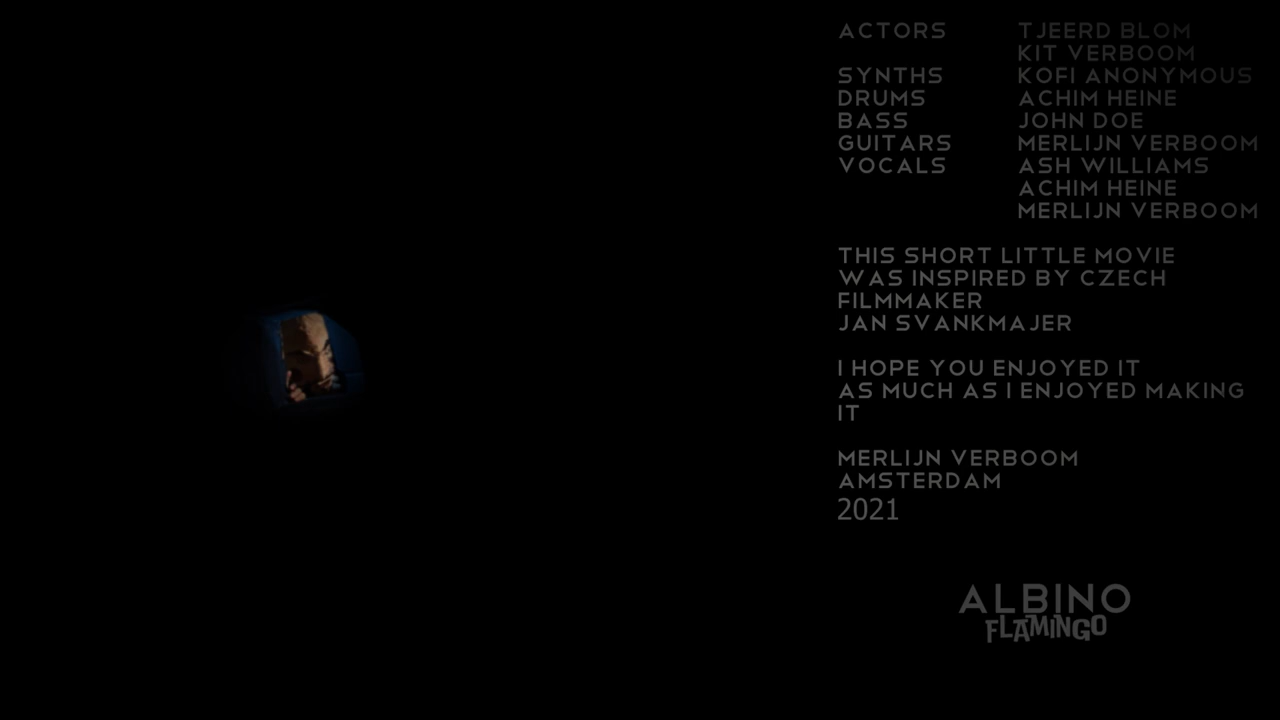 ACTORS TJEERD BLOM
KIT VERBOOM
SYNTHS KOFI ANONYMOUS
DRUMS ACHIM HEINE
BASS JOHN DOE
GUITARS MERLIJN VERBOOM
VOCALS ASH WILLIAMS
ACHIM HEINE
MERLIJN VERBOOM
THIS SHORT LITTLE MOVIE
WAS INSPIRED BY CZECH
FILMMAKER
JAN SVANKMAJER
I HOPE YOU ENJOYED IT
AS MUCH AS I ENJOYED MAKING
IT
MERLIJN VERBOOM
AMSTERDAM
2021
ALBINO
FLAMINGO